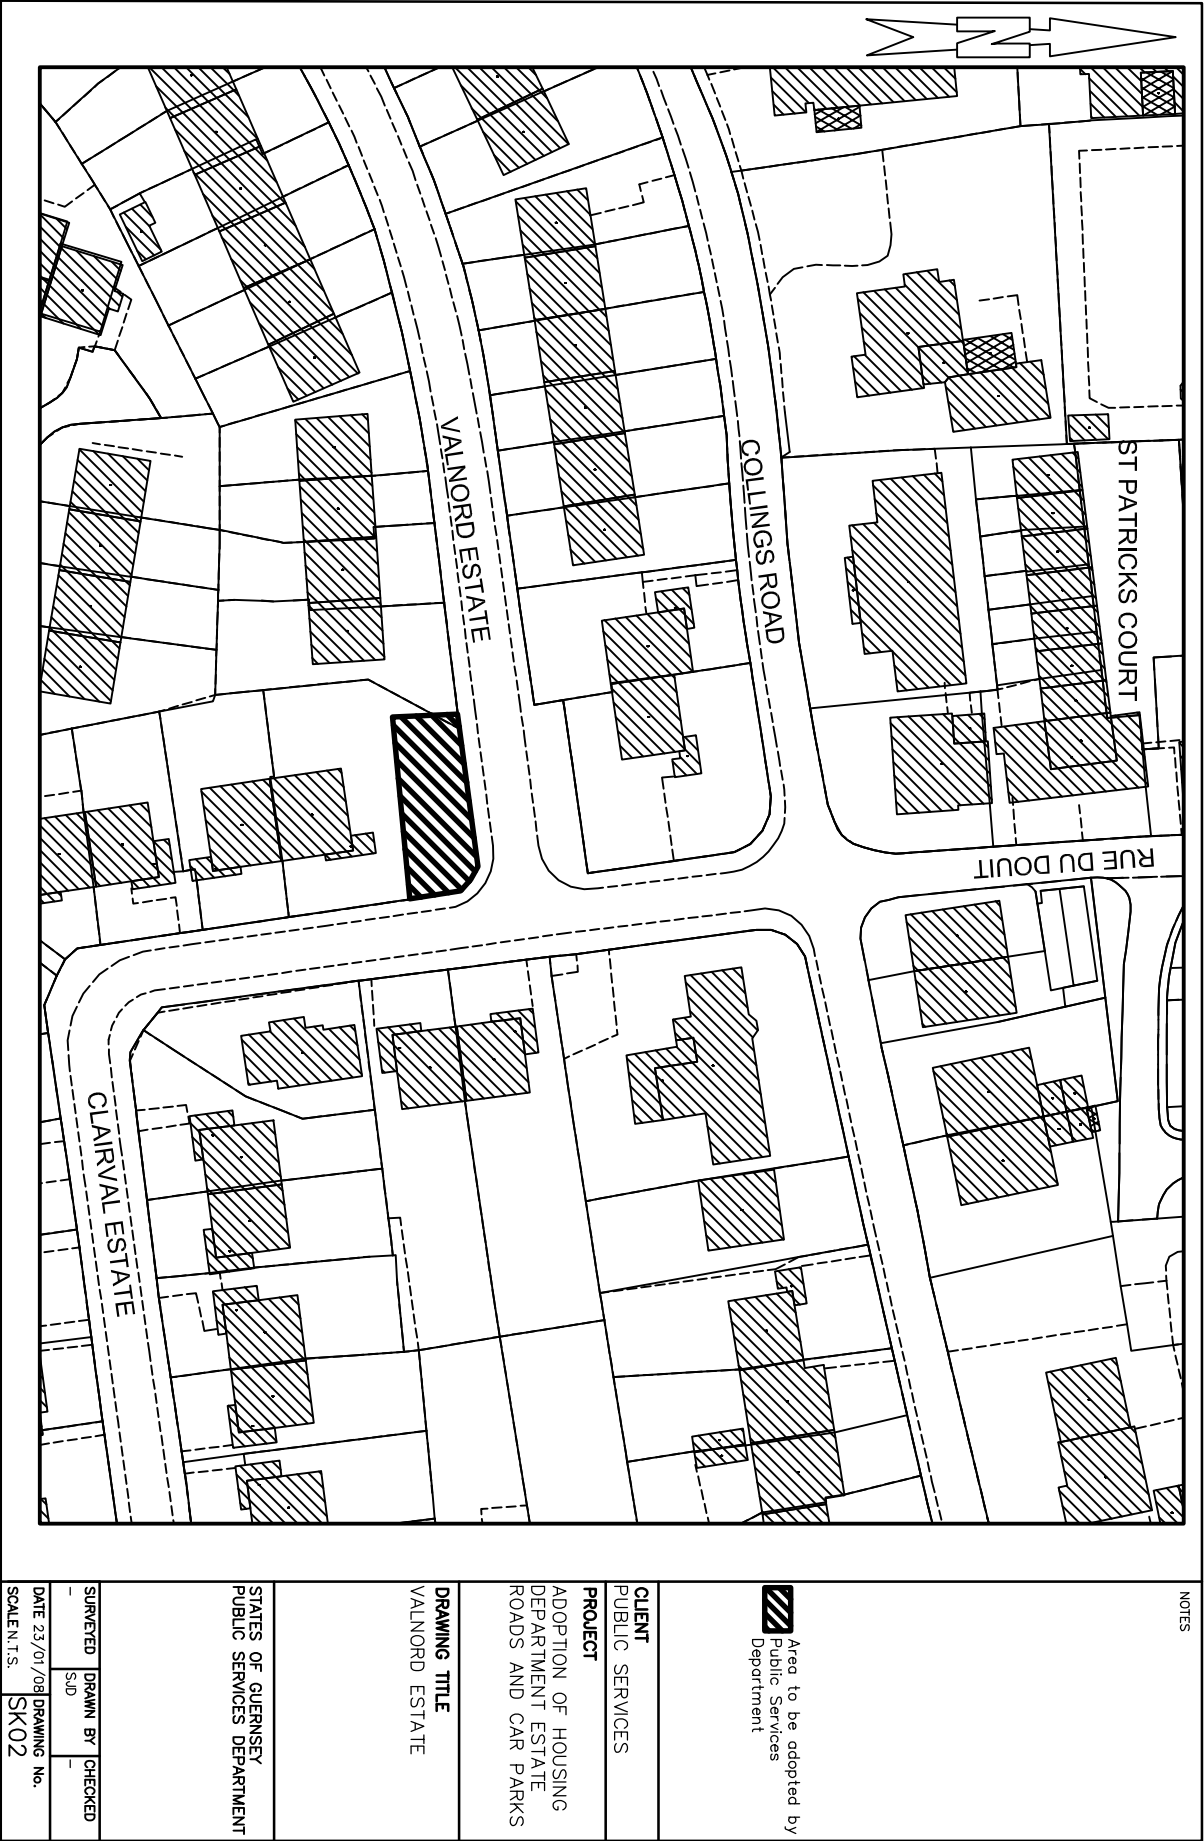 N
VALNORD ESTATE
COLLINGS ROAD
ST PATRICKS COURT
RUE DU DOUIT
CLAIRVAL ESTATE
NOTES
Area to be adopted by
Public Services
Department
CLIENT
PUBLIC SERVICES
PROJECT
ADOPTION OF HOUSING
DEPARTMENT ESTATE
ROADS AND CAR PARKS
DRAWING TITLE
VALNORD ESTATE
STATES OF GUERNSEY
PUBLIC SERVICES DEPARTMENT
SURVEYED DRAWN BY CHECKED
- SJD -
DATE 23/01/08 DRAWING No.
SCALE N.T.S. SK02